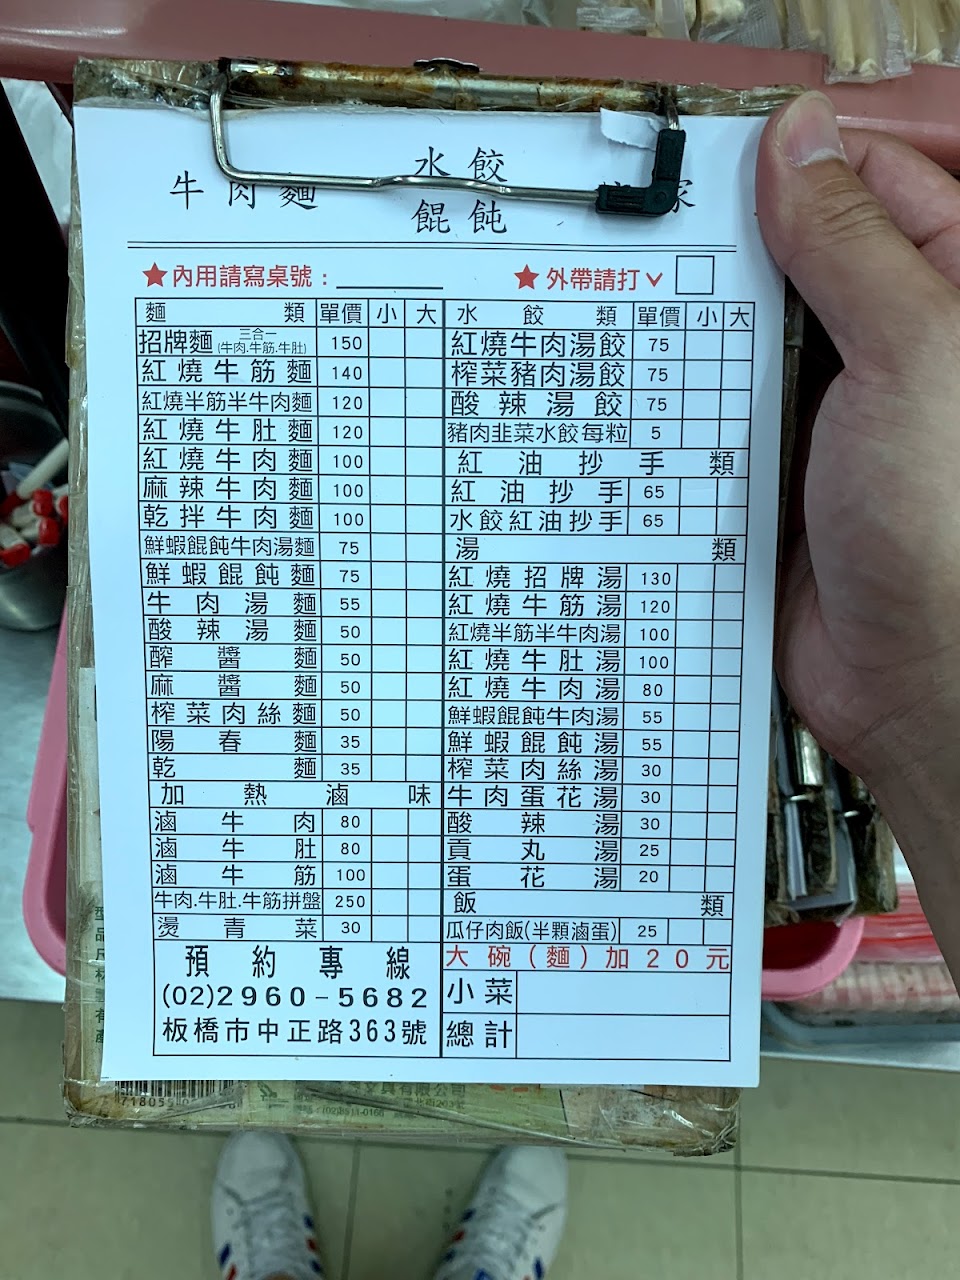 水餃
牛肉麵
餛飩
家
★內用請寫桌號：
★外帶請打✓
麵類 單價 小 大
招牌麵 三合一(牛肉.牛筋.牛肚) 150
紅燒牛筋麵 140
紅燒半筋半牛肉麵 120
紅燒牛肚麵 120
紅燒牛肉麵 100
麻辣牛肉麵 100
乾拌牛肉麵 100
鮮蝦餛飩牛肉湯麵 75
鮮蝦餛飩麵 75
牛肉湯麵 55
酸辣湯麵 50
醡醬麵 50
麻醬麵 50
榨菜肉絲麵 50
陽春麵 35
乾麵 35
加熱滷味
滷牛肉 80
滷牛肚 80
滷牛筋 100
牛肉.牛肚.牛筋拼盤 250
燙青菜 30
預約專線
(02)2960-5682
板橋市中正路363號
水餃類 單價 小 大
紅燒牛肉湯餃 75
榨菜豬肉湯餃 75
酸辣湯餃 75
豬肉韭菜水餃每粒 5
紅油抄手類
紅油抄手 65
水餃紅油抄手 65
湯類
紅燒招牌湯 130
紅燒牛筋湯 120
紅燒半筋半牛肉湯 100
紅燒牛肚湯 100
紅燒牛肉湯 80
鮮蝦餛飩牛肉湯 55
鮮蝦餛飩湯 55
榨菜肉絲湯 30
牛肉蛋花湯 30
酸辣湯 30
貢丸湯 25
蛋花湯 20
飯類
瓜仔肉飯(半顆滷蛋) 25
大碗(麵)加20元
小菜
總計